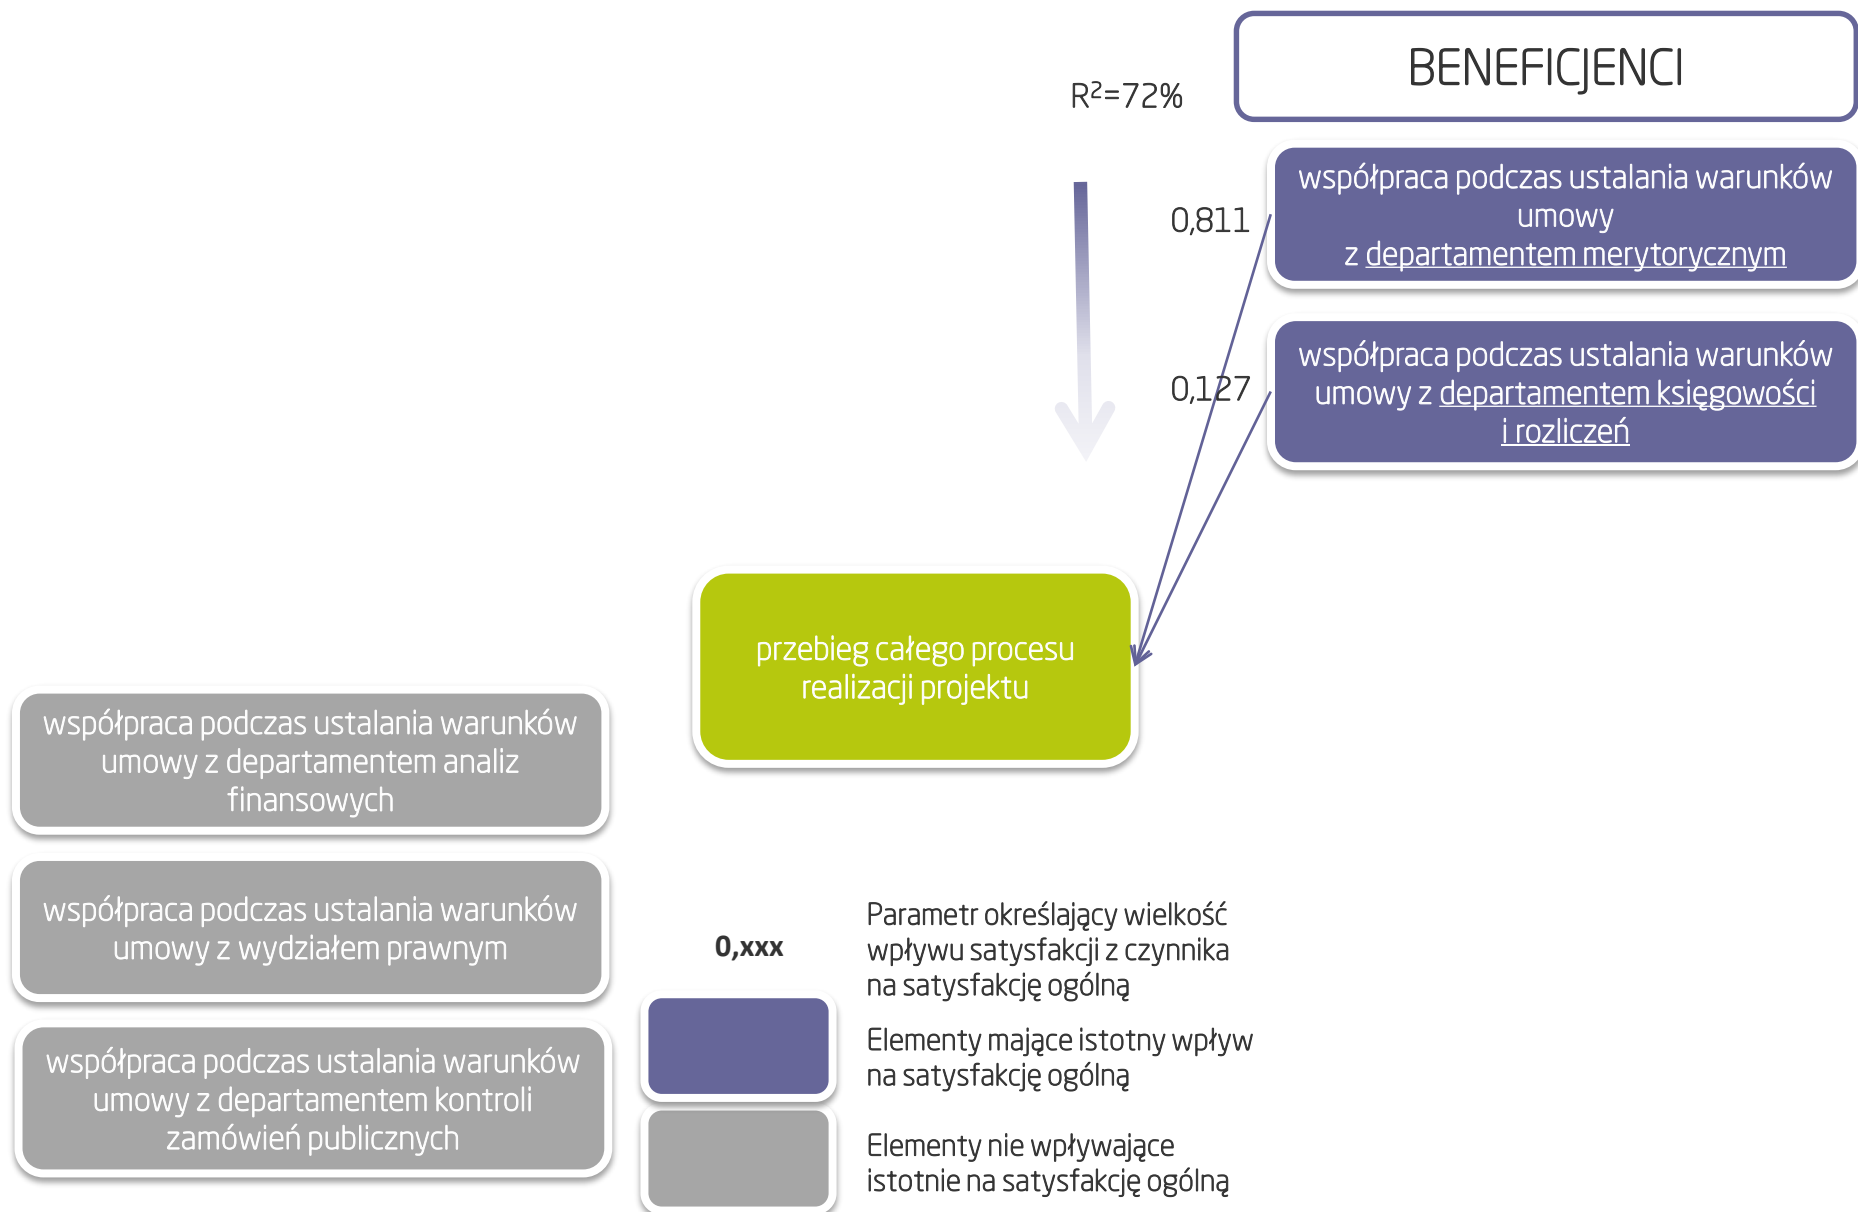 BENEFICJENCI
R²=72%
współpraca podczas ustalania warunków
umowy
z departamentem merytorycznym
0,811
współpraca podczas ustalania warunków
umowy z departamentem księgowości
i rozliczeń
0,127
przebieg całego procesu
realizacji projektu
współpraca podczas ustalania warunków
umowy z departamentem analiz
finansowych
współpraca podczas ustalania warunków
umowy z wydziałem prawnym
współpraca podczas ustalania warunków
umowy z departamentem kontroli
zamówień publicznych
0,xxx
Parametr określający wielkość
wpływu satysfakcji z czynnika
na satysfakcję ogólną
Elementy mające istotny wpływ
na satysfakcję ogólną
Elementy nie wpływające
istotnie na satysfakcję ogólną